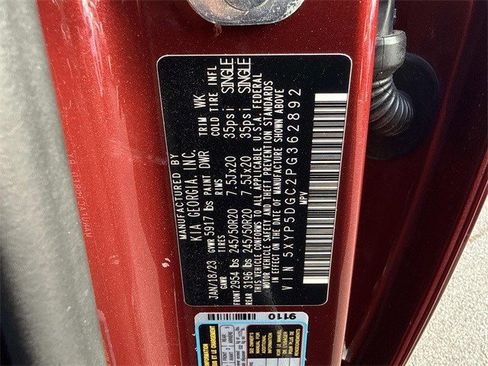 MANUFACTURED BY
KIA GEORGIA, INC.
JAN/18/23 GVWR 5917 lbs PAINT DWR TRIM WK
TIRES RIMS COLD TIRE INFL
FRONT 2954 lbs 245/50R20 7.5Jx20 35psi SINGLE
REAR 3196 lbs 245/50R20 7.5Jx20 35psi SINGLE
THIS VEHICLE CONFORMS TO ALL APPLICABLE U.S.A. FEDERAL
MOTOR VEHICLE SAFETY AND THEFT PREVENTION STANDARDS
IN EFFECT ON THE DATE OF MANUFACTURE SHOWN ABOVE.
VIN 5XYP5DGC2PG362892
MPV
9110